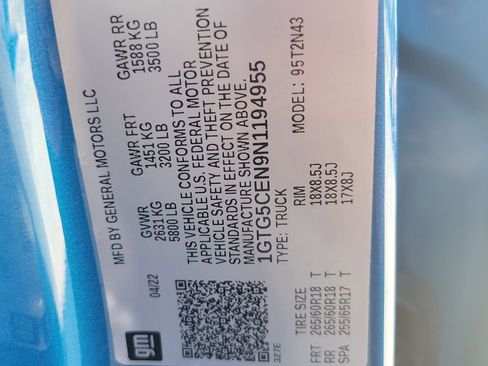 MFD BY GENERAL MOTORS LLC
04/22
GVWR GAWR FRT GAWR RR
2631 KG 1451 KG 1588 KG
5800 LB 3200 LB 3500 LB
THIS VEHICLE CONFORMS TO ALL
APPLICABLE U.S. FEDERAL MOTOR
VEHICLE SAFETY AND THEFT PREVENTION
STANDARDS IN EFFECT ON THE DATE OF
MANUFACTURE SHOWN ABOVE.
1GTG5CEN9N1194955
TYPE: TRUCK MODEL: 95T2N43
gm
327E
TIRE SIZE RIM
FRT 265/60R18 T 18X8.5J
RR 265/60R18 T 18X8.5J
SPA 255/65R17 T 17X8J